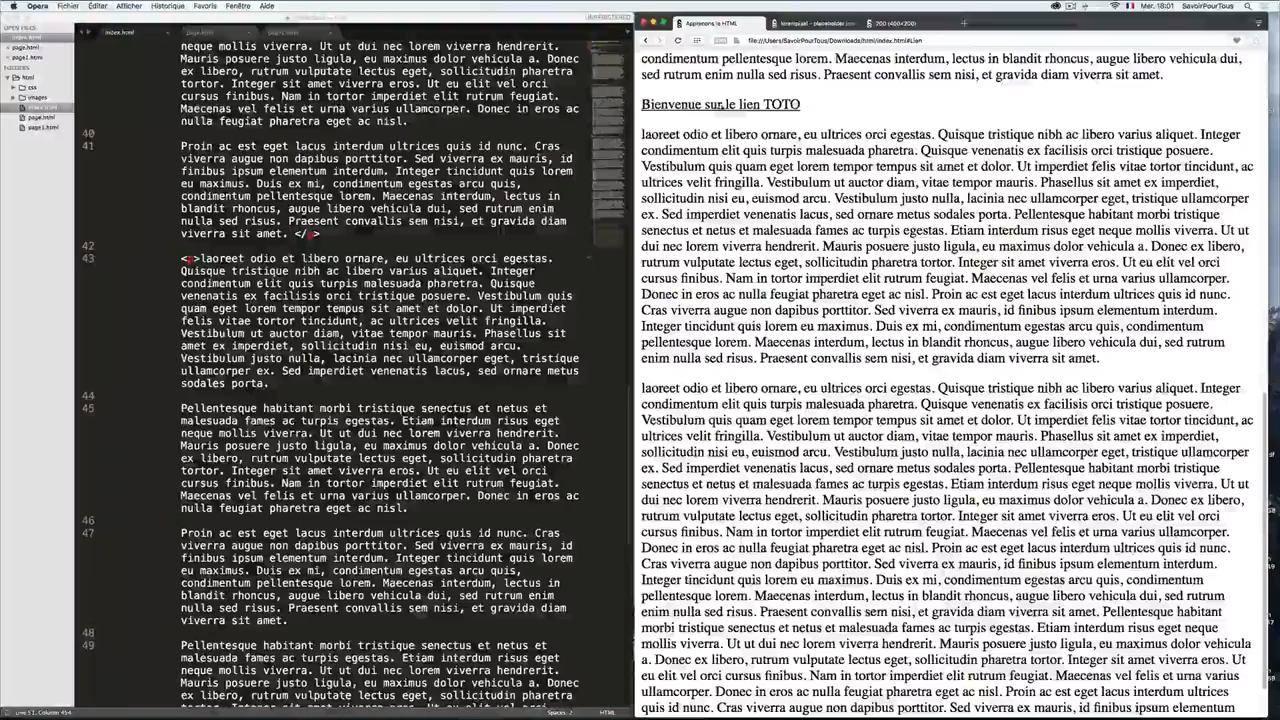 Opera Fichier Édition Afficher Historique Favoris Fenêtre Aide Mer. 18:01 SavoirPourTous
OPEN FILES
index.html
page.html
page1.html
FOLDERS
html
css
images
index.html
page.html
page1.html
index.html
neque mollis viverra. Ut ut dui nec lorem viverra hendrerit.
Mauris posuere justo ligula, eu maximus dolor vehicula a. Donec
ex libero, rutrum vulputate lectus eget, sollicitudin pharetra
tortor. Integer sit amet viverra eros. Ut eu elit vel orci
cursus finibus. Nam in tortor imperdiet elit rutrum feugiat.
Maecenas vel felis et urna varius ullamcorper. Donec in eros ac
nulla feugiat pharetra eget ac nisl.
40
41 Proin ac est eget lacus interdum ultrices quis id nunc. Cras
viverra augue non dapibus porttitor. Sed viverra ex mauris, id
finibus ipsum elementum interdum. Integer tincidunt quis lorem
eu maximus. Duis ex mi, condimentum egestas arcu quis,
condimentum pellentesque lorem. Maecenas interdum, lectus in
blandit rhoncus, augue libero vehicula dui, sed rutrum enim
nulla sed risus. Praesent convallis sem nisi, et gravida diam
viverra sit amet. </p>
42
43 <p>laoreet odio et libero ornare, eu ultrices orci egestas.
Quisque tristique nibh ac libero varius aliquet. Integer
condimentum elit quis turpis malesuada pharetra. Quisque
venenatis ex facilisis orci tristique posuere. Vestibulum quis
quam eget lorem tempor tempus sit amet et dolor. Ut imperdiet
felis vitae tortor tincidunt, ac ultrices velit fringilla.
Vestibulum ut auctor diam, vitae tempor mauris. Phasellus sit
amet ex imperdiet, sollicitudin nisi eu, euismod arcu.
Vestibulum justo nulla, lacinia nec ullamcorper eget, tristique
ullamcorper ex. Sed imperdiet venenatis lacus, sed ornare metus
sodales porta.
44
45 Pellentesque habitant morbi tristique senectus et netus et
malesuada fames ac turpis egestas. Etiam interdum risus eget
neque mollis viverra. Ut ut dui nec lorem viverra hendrerit.
Mauris posuere justo ligula, eu maximus dolor vehicula a. Donec
ex libero, rutrum vulputate lectus eget, sollicitudin pharetra
tortor. Integer sit amet viverra eros. Ut eu elit vel orci
cursus finibus. Nam in tortor imperdiet elit rutrum feugiat.
Maecenas vel felis et urna varius ullamcorper. Donec in eros ac
nulla feugiat pharetra eget ac nisl.
46
47 Proin ac est eget lacus interdum ultrices quis id nunc. Cras
viverra augue non dapibus porttitor. Sed viverra ex mauris, id
finibus ipsum elementum interdum. Integer tincidunt quis lorem
eu maximus. Duis ex mi, condimentum egestas arcu quis,
condimentum pellentesque lorem. Maecenas interdum, lectus in
blandit rhoncus, augue libero vehicula dui, sed rutrum enim
nulla sed risus. Praesent convallis sem nisi, et gravida diam
viverra sit amet.
48
49 Pellentesque habitant morbi tristique senectus et netus et
malesuada fames ac turpis egestas. Etiam interdum risus eget
neque mollis viverra. Ut ut dui nec lorem viverra hendrerit.
Mauris posuere justo ligula, eu maximus dolor vehicula a. Donec
ex libero, rutrum vulputate lectus eget, sollicitudin pharetra
Line 51, Column 454 Spaces: 2 HTML
Apprenons le HTML lorempixel - placeholder 200 (400×200)
file:///Users/SavoirPourTous/Downloads/html/index.html#Lien
condimentum pellentesque lorem. Maecenas interdum, lectus in blandit rhoncus, augue libero vehicula dui,
sed rutrum enim nulla sed risus. Praesent convallis sem nisi, et gravida diam viverra sit amet.
Bienvenue sur le lien TOTO
laoreet odio et libero ornare, eu ultrices orci egestas. Quisque tristique nibh ac libero varius aliquet. Integer
condimentum elit quis turpis malesuada pharetra. Quisque venenatis ex facilisis orci tristique posuere.
Vestibulum quis quam eget lorem tempor tempus sit amet et dolor. Ut imperdiet felis vitae tortor tincidunt, ac
ultrices velit fringilla. Vestibulum ut auctor diam, vitae tempor mauris. Phasellus sit amet ex imperdiet,
sollicitudin nisi eu, euismod arcu. Vestibulum justo nulla, lacinia nec ullamcorper eget, tristique ullamcorper
ex. Sed imperdiet venenatis lacus, sed ornare metus sodales porta. Pellentesque habitant morbi tristique
senectus et netus et malesuada fames ac turpis egestas. Etiam interdum risus eget neque mollis viverra. Ut ut
dui nec lorem viverra hendrerit. Mauris posuere justo ligula, eu maximus dolor vehicula a. Donec ex libero,
rutrum vulputate lectus eget, sollicitudin pharetra tortor. Integer sit amet viverra eros. Ut eu elit vel orci
cursus finibus. Nam in tortor imperdiet elit rutrum feugiat. Maecenas vel felis et urna varius ullamcorper.
Donec in eros ac nulla feugiat pharetra eget ac nisl. Proin ac est eget lacus interdum ultrices quis id nunc.
Cras viverra augue non dapibus porttitor. Sed viverra ex mauris, id finibus ipsum elementum interdum.
Integer tincidunt quis lorem eu maximus. Duis ex mi, condimentum egestas arcu quis, condimentum
pellentesque lorem. Maecenas interdum, lectus in blandit rhoncus, augue libero vehicula dui, sed rutrum
enim nulla sed risus. Praesent convallis sem nisi, et gravida diam viverra sit amet.
laoreet odio et libero ornare, eu ultrices orci egestas. Quisque tristique nibh ac libero varius aliquet. Integer
condimentum elit quis turpis malesuada pharetra. Quisque venenatis ex facilisis orci tristique posuere.
Vestibulum quis quam eget lorem tempor tempus sit amet et dolor. Ut imperdiet felis vitae tortor tincidunt, ac
ultrices velit fringilla. Vestibulum ut auctor diam, vitae tempor mauris. Phasellus sit amet ex imperdiet,
sollicitudin nisi eu, euismod arcu. Vestibulum justo nulla, lacinia nec ullamcorper eget, tristique ullamcorper
ex. Sed imperdiet venenatis lacus, sed ornare metus sodales porta. Pellentesque habitant morbi tristique
senectus et netus et malesuada fames ac turpis egestas. Etiam interdum risus eget neque mollis viverra. Ut ut
dui nec lorem viverra hendrerit. Mauris posuere justo ligula, eu maximus dolor vehicula a. Donec ex libero,
rutrum vulputate lectus eget, sollicitudin pharetra tortor. Integer sit amet viverra eros. Ut eu elit vel orci
cursus finibus. Nam in tortor imperdiet elit rutrum feugiat. Maecenas vel felis et urna varius ullamcorper.
Donec in eros ac nulla feugiat pharetra eget ac nisl. Proin ac est eget lacus interdum ultrices quis id nunc.
Cras viverra augue non dapibus porttitor. Sed viverra ex mauris, id finibus ipsum elementum interdum.
Integer tincidunt quis lorem eu maximus. Duis ex mi, condimentum egestas arcu quis, condimentum
pellentesque lorem. Maecenas interdum, lectus in blandit rhoncus, augue libero vehicula dui, sed rutrum
enim nulla sed risus. Praesent convallis sem nisi, et gravida diam viverra sit amet. Pellentesque habitant
morbi tristique senectus et netus et malesuada fames ac turpis egestas. Etiam interdum risus eget neque
mollis viverra. Ut ut dui nec lorem viverra hendrerit. Mauris posuere justo ligula, eu maximus dolor vehicula
a. Donec ex libero, rutrum vulputate lectus eget, sollicitudin pharetra tortor. Integer sit amet viverra eros. Ut
eu elit vel orci cursus finibus. Nam in tortor imperdiet elit rutrum feugiat. Maecenas vel felis et urna varius
ullamcorper. Donec in eros ac nulla feugiat pharetra eget ac nisl. Proin ac est eget lacus interdum ultrices
quis id nunc. Cras viverra augue non dapibus porttitor. Sed viverra ex mauris, id finibus ipsum elementum